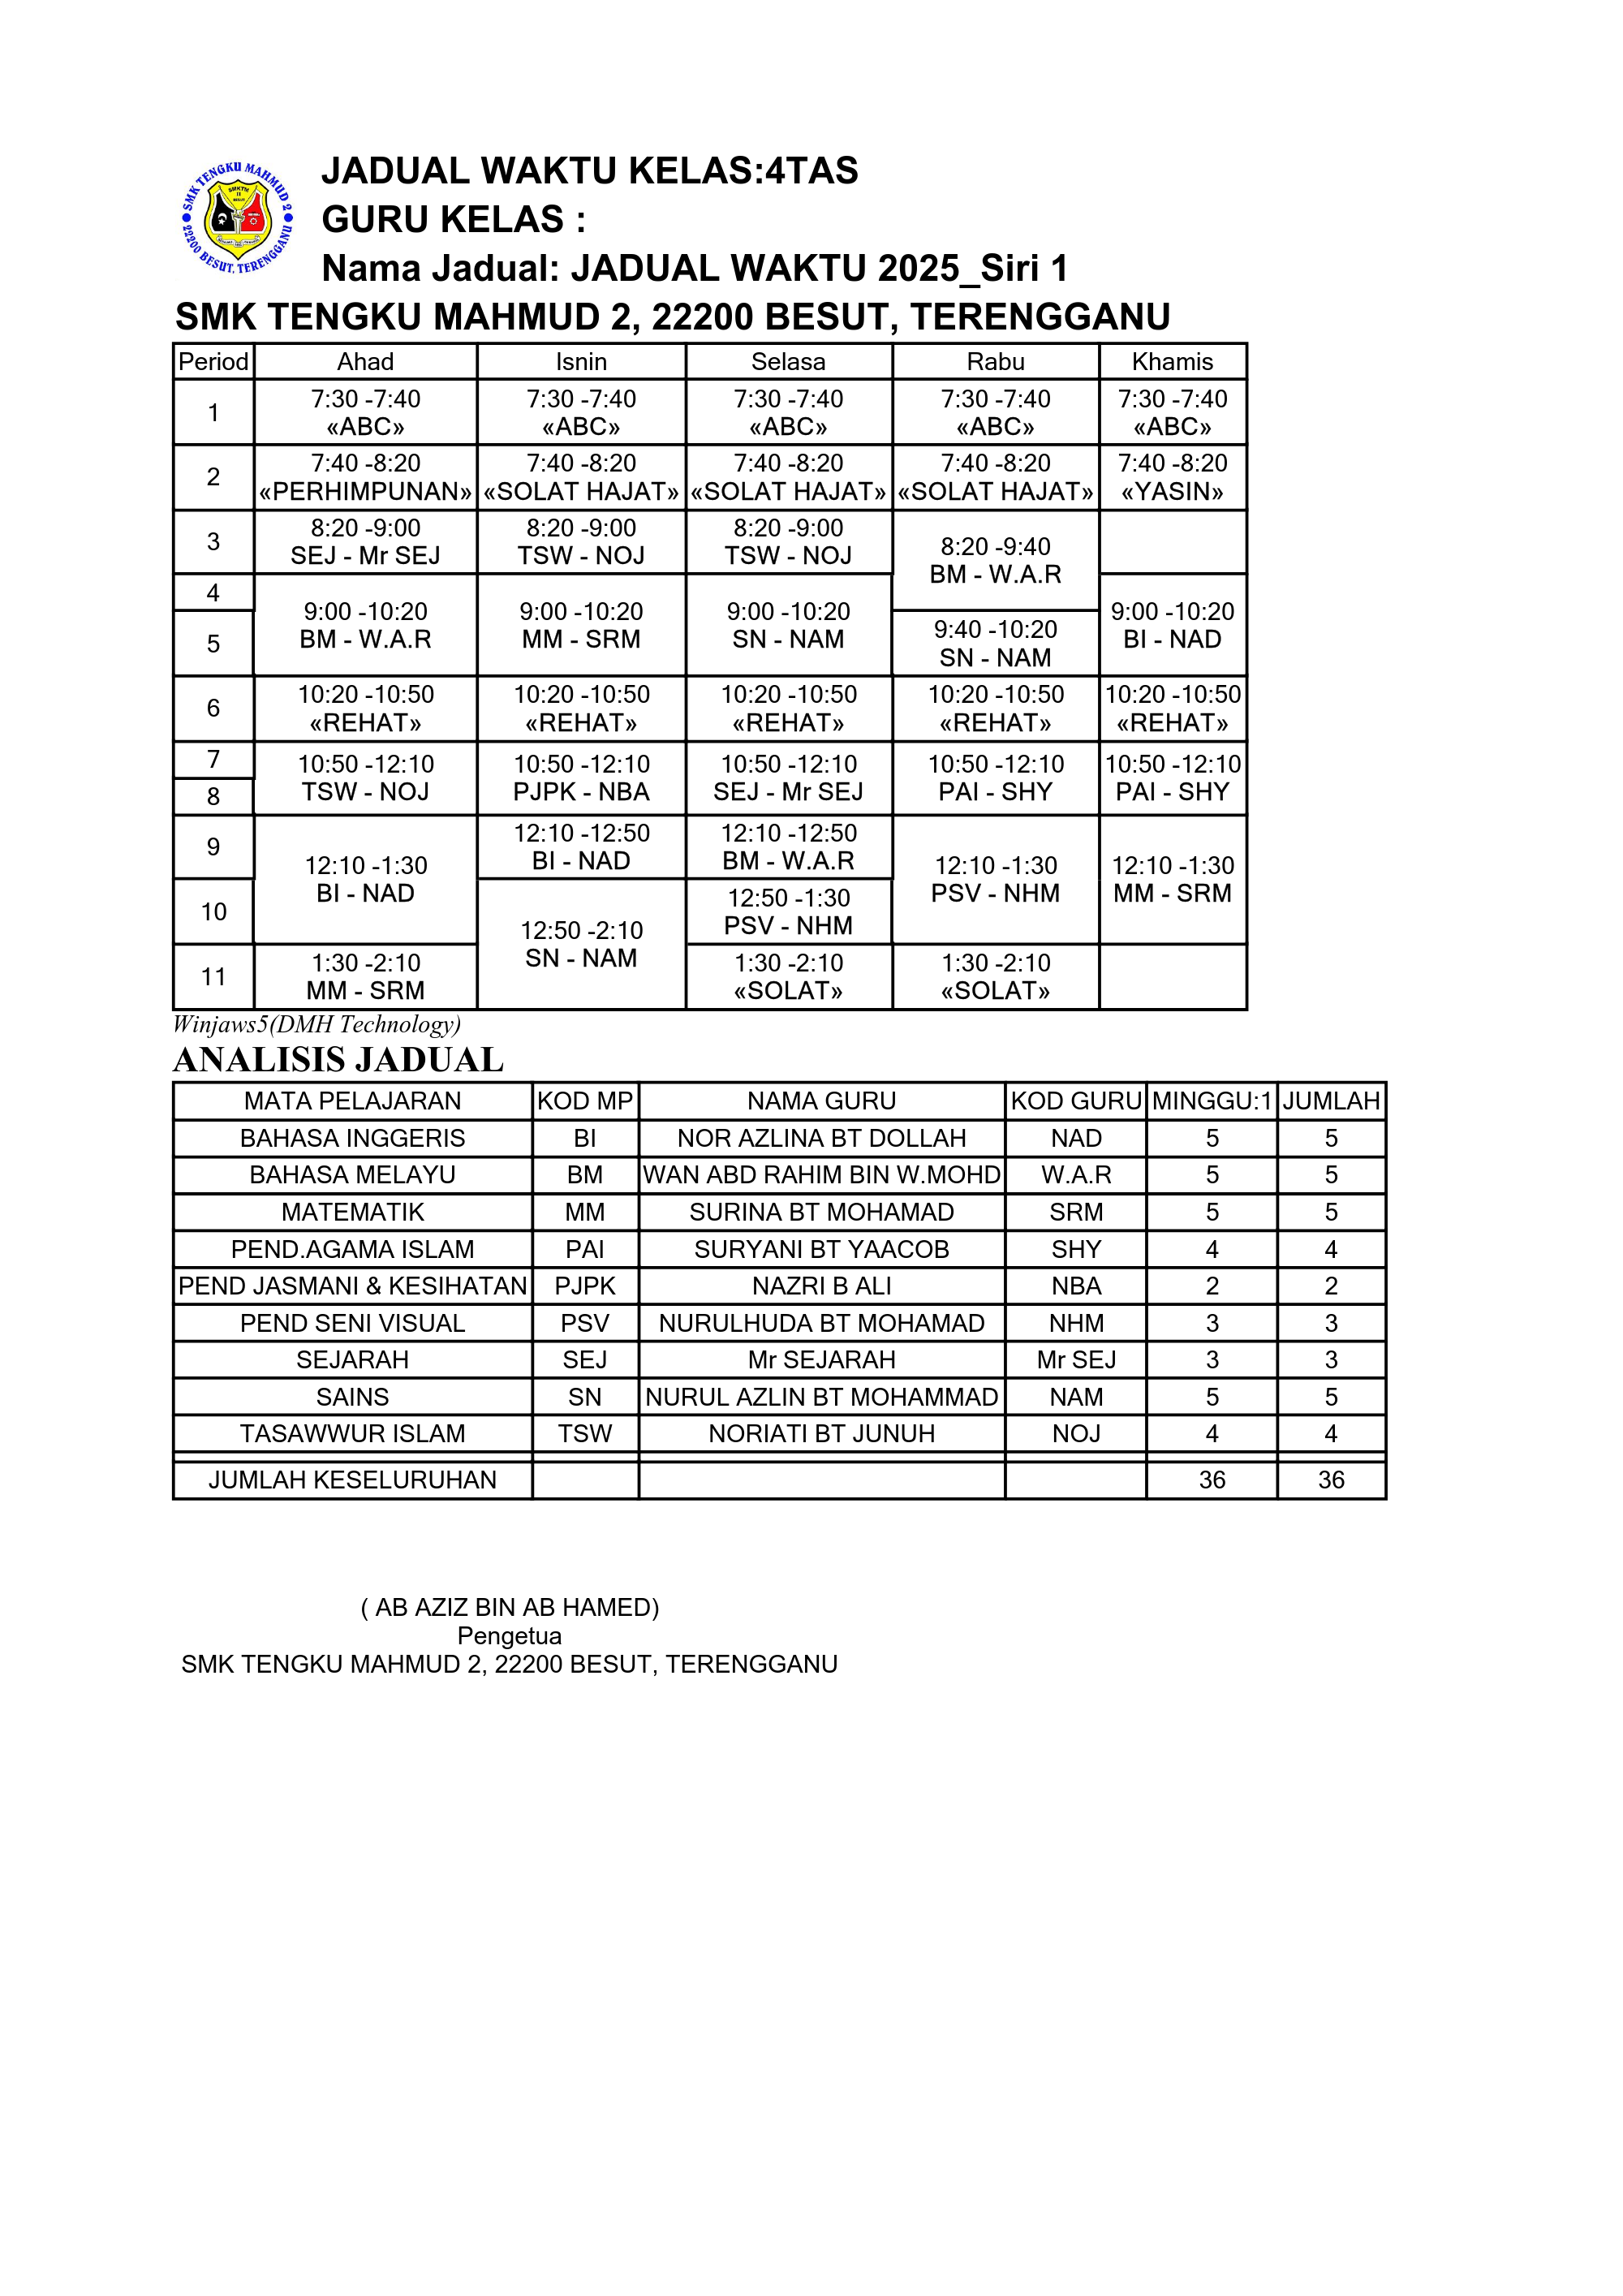 SMK TENGKU MAHMUD 2
22200 BESUT, TERENGGANU
JADUAL WAKTU KELAS:4TAS
GURU KELAS :
Nama Jadual: JADUAL WAKTU 2025_Siri 1
SMK TENGKU MAHMUD 2, 22200 BESUT, TERENGGANU
Period Ahad Isnin Selasa Rabu Khamis
1 7:30 -7:40 7:30 -7:40 7:30 -7:40 7:30 -7:40 7:30 -7:40
«ABC» «ABC» «ABC» «ABC» «ABC»
2 7:40 -8:20 7:40 -8:20 7:40 -8:20 7:40 -8:20 7:40 -8:20
«PERHIMPUNAN» «SOLAT HAJAT» «SOLAT HAJAT» «SOLAT HAJAT» «YASIN»
3 8:20 -9:00 8:20 -9:00 8:20 -9:00 8:20 -9:40
SEJ - Mr SEJ TSW - NOJ TSW - NOJ BM - W.A.R
4 9:00 -10:20 9:00 -10:20 9:00 -10:20 9:00 -10:20
BM - W.A.R MM - SRM SN - NAM BI - NAD
5 9:40 -10:20
SN - NAM
6 10:20 -10:50 10:20 -10:50 10:20 -10:50 10:20 -10:50 10:20 -10:50
«REHAT» «REHAT» «REHAT» «REHAT» «REHAT»
7 10:50 -12:10 10:50 -12:10 10:50 -12:10 10:50 -12:10 10:50 -12:10
8 TSW - NOJ PJPK - NBA SEJ - Mr SEJ PAI - SHY PAI - SHY
9 12:10 -1:30 12:10 -12:50 12:10 -12:50 12:10 -1:30 12:10 -1:30
BI - NAD BI - NAD BM - W.A.R PSV - NHM MM - SRM
10 12:50 -2:10 12:50 -1:30
SN - NAM PSV - NHM
11 1:30 -2:10 1:30 -2:10 1:30 -2:10
MM - SRM «SOLAT» «SOLAT»
Winjaws5(DMH Technology)
ANALISIS JADUAL
MATA PELAJARAN KOD MP NAMA GURU KOD GURU MINGGU:1 JUMLAH
BAHASA INGGERIS BI NOR AZLINA BT DOLLAH NAD 5 5
BAHASA MELAYU BM WAN ABD RAHIM BIN W.MOHD W.A.R 5 5
MATEMATIK MM SURINA BT MOHAMAD SRM 5 5
PEND.AGAMA ISLAM PAI SURYANI BT YAACOB SHY 4 4
PEND JASMANI & KESIHATAN PJPK NAZRI B ALI NBA 2 2
PEND SENI VISUAL PSV NURULHUDA BT MOHAMAD NHM 3 3
SEJARAH SEJ Mr SEJARAH Mr SEJ 3 3
SAINS SN NURUL AZLIN BT MOHAMMAD NAM 5 5
TASAWWUR ISLAM TSW NORIATI BT JUNUH NOJ 4 4
JUMLAH KESELURUHAN 36 36
( AB AZIZ BIN AB HAMED)
Pengetua
SMK TENGKU MAHMUD 2, 22200 BESUT, TERENGGANU